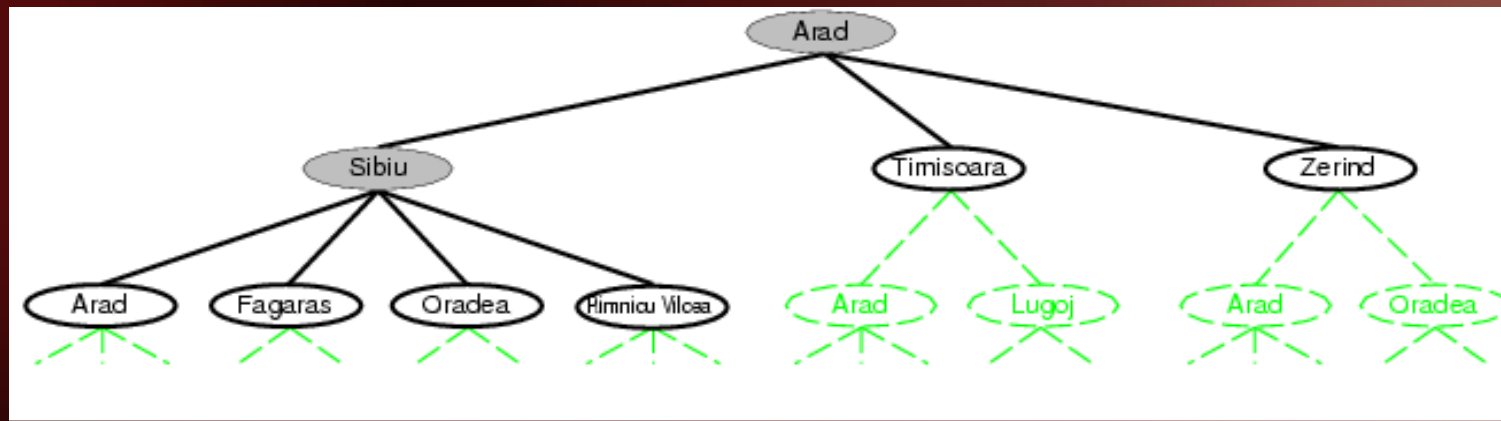 Arad
Sibiu
Timisoara
Zerind
Arad
Fagaras
Oradea
Rimnicu Vilcea
Arad
Lugoj
Arad
Oradea